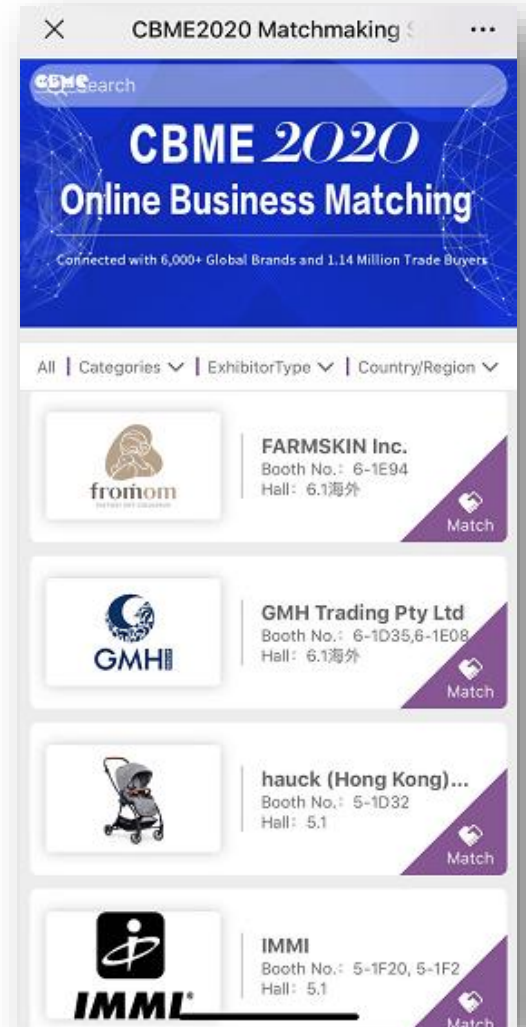 CBME2020 Matchmaking
CBME Search
CBME 2020
Online Business Matching
Connected with 6,000+ Global Brands and 1.14 Million Trade Buyers
All | Categories | ExhibitorType | Country/Region
fromom
FARMSKIN Inc.
Booth No.: 6-1E94
Hall: 6.1海外
Match
GMH
GMH Trading Pty Ltd
Booth No.: 6-1D35,6-1E08
Hall: 6.1海外
Match
hauck (Hong Kong)...
Booth No.: 5-1D32
Hall: 5.1
Match
IMMI
IMMI
Booth No.: 5-1F20, 5-1F2
Hall: 5.1
Match